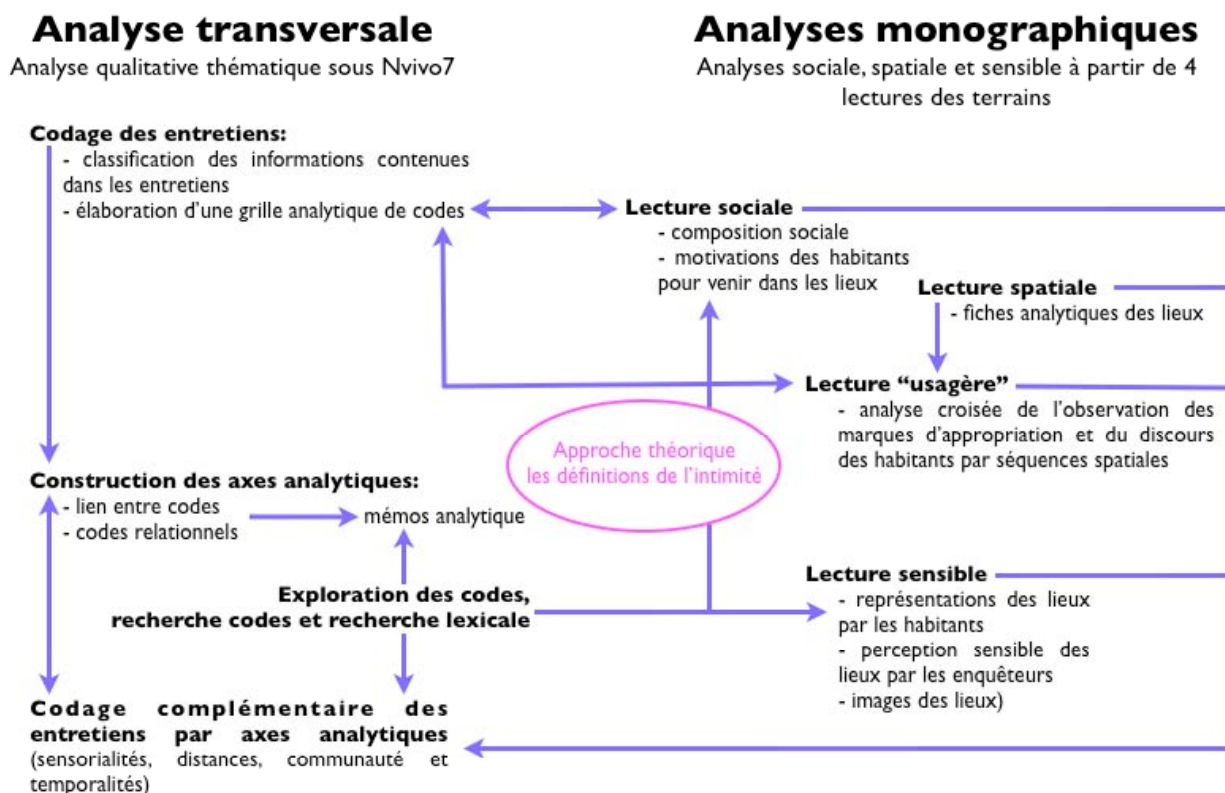 Analyse transversale
Analyse qualitative thématique sous Nvivo7
Codage des entretiens:
- classification des informations contenues
dans les entretiens
- élaboration d'une grille analytique de codes
Construction des axes analytiques:
- lien entre codes
- codes relationnels
mémos analytique
Exploration des codes,
recherche codes et recherche lexicale
Codage complémentaire des
entretiens par axes analytiques
(sensorialités, distances, communauté et
temporalités)
Approche théorique
les définitions de l'intimité
Analyses monographiques
Analyses sociale, spatiale et sensible à partir de 4
lectures des terrains
Lecture sociale
- composition sociale
- motivations des habitants
pour venir dans les lieux
Lecture spatiale
- fiches analytiques des lieux
Lecture “usagère”
- analyse croisée de l'observation des
marques d'appropriation et du discours
des habitants par séquences spatiales
Lecture sensible
- représentations des lieux
par les habitants
- perception sensible des
lieux par les enquêteurs
- images des lieux)